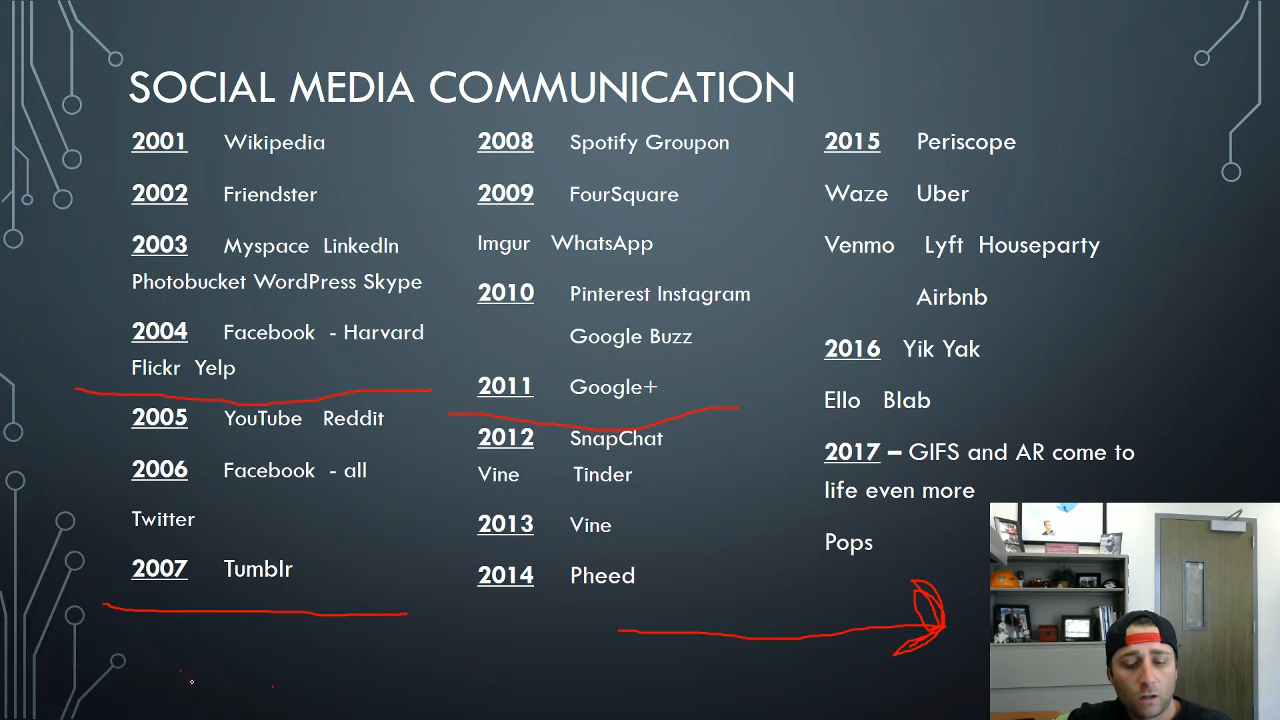 SOCIAL MEDIA COMMUNICATION
2001 Wikipedia
2002 Friendster
2003 Myspace LinkedIn
Photobucket WordPress Skype
2004 Facebook - Harvard
Flickr Yelp
2005 YouTube Reddit
2006 Facebook - all
Twitter
2007 Tumblr
2008 Spotify Groupon
2009 FourSquare
Imgur WhatsApp
2010 Pinterest Instagram
Google Buzz
2011 Google+
2012 SnapChat
Vine Tinder
2013 Vine
2014 Pheed
2015 Periscope
Waze Uber
Venmo Lyft Houseparty
Airbnb
2016 Yik Yak
Ello Blab
2017 – GIFS and AR come to
life even more
Pops